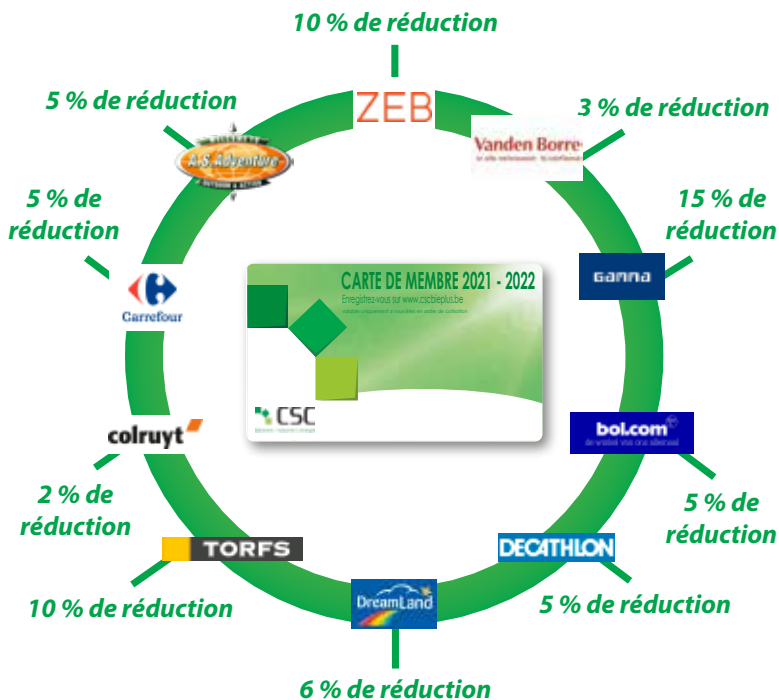 10 % de réduction
ZEB
3 % de réduction
Vanden Borre
15 % de
réduction
GAMMA
bol.com
5 % de
réduction
DECATHLON
5 % de réduction
DreamLand
6 % de réduction
TORFS
10 % de réduction
colruyt
2 % de
réduction
Carrefour
5 % de
réduction
A.S.Adventure
5 % de réduction
CARTE DE MEMBRE 2021 - 2022
Enregistrez-vous sur www.cscbieplus.be
CSC